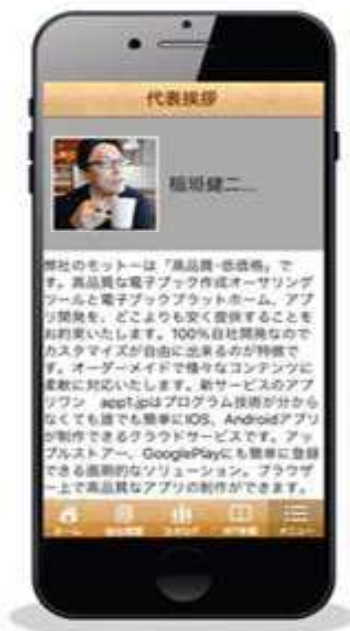 代表挨拶
稲垣健二...
弊社のモットーは「高品質・低価格」で
す。高品質な電子ブック作成オーサリング
ツールと電子ブックプラットホーム、アプ
リ開発を、どこよりも安く提供することを
お約束いたします。100%自社開発なので
カスタマイズが自由に出来るのが特徴で
す。オーダーメイドで様々なコンテンツに
柔軟に対応いたします。新サービスのアプ
リワン app1.jpはプログラム技術が分から
なくても誰でも簡単にIOS、Androidアプリ
が制作できるクラウドサービスです。アッ
プルストアー、GooglePlayにも簡単に登録
できる画期的なソリューション。ブラウザ
ー上で高品質なアプリの制作ができます。
ホーム
会社概要
カタログ
メニュー